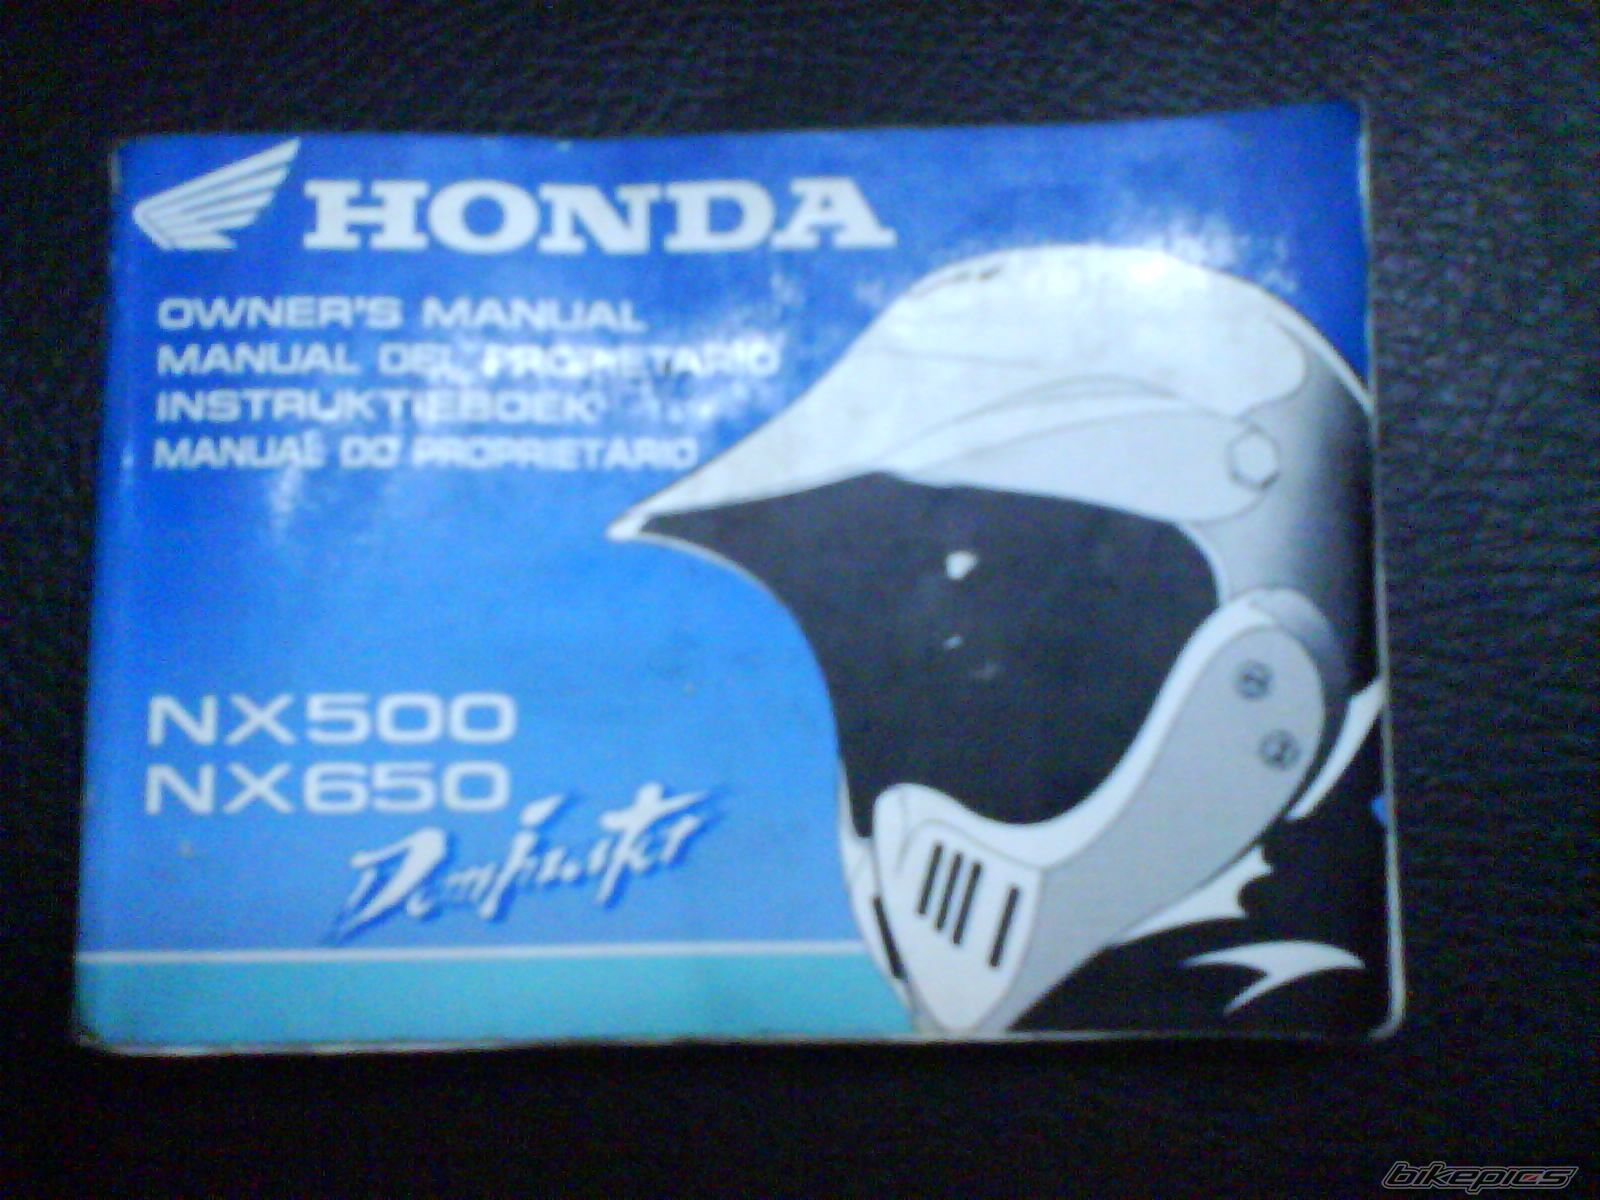 HONDA
OWNER'S MANUAL
MANUAL DEL PROPIETARIO
INSTRUKTIEBOEK
MANUAL DO PROPRIETARIO
NX500
NX650
Dominator
bikepics